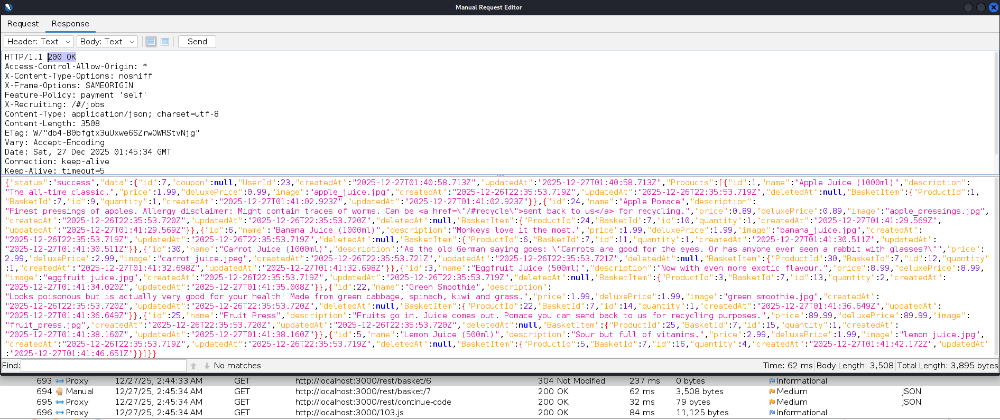 Manual Request Editor
Request Response
Header: Text Body: Text Send
HTTP/1.1 200 OK
Access-Control-Allow-Origin: *
X-Content-Type-Options: nosniff
X-Frame-Options: SAMEORIGIN
Feature-Policy: payment 'self'
X-Recruiting: /#/jobs
Content-Type: application/json; charset=utf-8
Content-Length: 3508
ETag: W/"db4-B0bfgtx3uUxwe6SZrwOWRStvNjg"
Vary: Accept-Encoding
Date: Sat, 27 Dec 2025 01:45:34 GMT
Connection: keep-alive
Keep-Alive: timeout=5
{"status":"success","data":{"id":7,"coupon":null,"UserId":23,"createdAt":"2025-12-27T01:40:58.713Z","updatedAt":"2025-12-27T01:40:58.713Z","Products":[{"id":1,"name":"Apple Juice (1000ml)","description":
"The all-time classic.","price":1.99,"deluxePrice":0.99,"image":"apple_juice.jpg","createdAt":"2025-12-26T22:35:53.719Z","updatedAt":"2025-12-26T22:35:53.719Z","deletedAt":null,"BasketItem":{"ProductId":1,
"BasketId":7,"id":9,"quantity":1,"createdAt":"2025-12-27T01:41:02.923Z","updatedAt":"2025-12-27T01:41:02.923Z"}},{"id":24,"name":"Apple Pomace","description":
"Finest pressings of apples. Allergy disclaimer: Might contain traces of worms. Can be <a href=\"/#recycle\">sent back to us</a> for recycling.","price":0.89,"deluxePrice":0.89,"image":"apple_pressings.jpg",
"createdAt":"2025-12-26T22:35:53.720Z","updatedAt":"2025-12-26T22:35:53.720Z","deletedAt":null,"BasketItem":{"ProductId":24,"BasketId":7,"id":10,"quantity":1,"createdAt":"2025-12-27T01:41:29.569Z",
"updatedAt":"2025-12-27T01:41:29.569Z"}},{"id":6,"name":"Banana Juice (1000ml)","description":"Monkeys love it the most.","price":1.99,"deluxePrice":1.99,"image":"banana_juice.jpg","createdAt":
"2025-12-26T22:35:53.719Z","updatedAt":"2025-12-26T22:35:53.719Z","deletedAt":null,"BasketItem":{"ProductId":6,"BasketId":7,"id":11,"quantity":1,"createdAt":"2025-12-27T01:41:30.511Z","updatedAt":
"2025-12-27T01:41:30.511Z"}},{"id":30,"name":"Carrot Juice (1000ml)","description":"As the old German saying goes: \"Carrots are good for the eyes. Or has anyone ever seen a rabbit with glasses?\"","price":
2.99,"deluxePrice":2.99,"image":"carrot_juice.jpeg","createdAt":"2025-12-26T22:35:53.721Z","updatedAt":"2025-12-26T22:35:53.721Z","deletedAt":null,"BasketItem":{"ProductId":30,"BasketId":7,"id":12,"quantity"
:1,"createdAt":"2025-12-27T01:41:32.698Z","updatedAt":"2025-12-27T01:41:32.698Z"}},{"id":3,"name":"Eggfruit Juice (500ml)","description":"Now with even more exotic flavour.","price":8.99,"deluxePrice":8.99,
"image":"eggfruit_juice.jpg","createdAt":"2025-12-26T22:35:53.719Z","updatedAt":"2025-12-26T22:35:53.719Z","deletedAt":null,"BasketItem":{"ProductId":3,"BasketId":7,"id":13,"quantity":2,"createdAt":
"2025-12-27T01:41:34.020Z","updatedAt":"2025-12-27T01:41:35.008Z"}},{"id":22,"name":"Green Smoothie","description":
"Looks poisonous but is actually very good for your health! Made from green cabbage, spinach, kiwi and grass.","price":1.99,"deluxePrice":1.99,"image":"green_smoothie.jpg","createdAt":
"2025-12-26T22:35:53.720Z","updatedAt":"2025-12-26T22:35:53.720Z","deletedAt":null,"BasketItem":{"ProductId":22,"BasketId":7,"id":14,"quantity":1,"createdAt":"2025-12-27T01:41:36.649Z","updatedAt":
"2025-12-27T01:41:36.649Z"}},{"id":25,"name":"Fruit Press","description":"Fruits go in. Juice comes out. Pomace you can send back to us for recycling purposes.","price":89.99,"deluxePrice":89.99,"image":
"fruit_press.jpg","createdAt":"2025-12-26T22:35:53.720Z","updatedAt":"2025-12-26T22:35:53.720Z","deletedAt":null,"BasketItem":{"ProductId":25,"BasketId":7,"id":15,"quantity":1,"createdAt":
"2025-12-27T01:41:38.160Z","updatedAt":"2025-12-27T01:41:38.160Z"}},{"id":5,"name":"Lemon Juice (500ml)","description":"Sour but full of vitamins.","price":2.99,"deluxePrice":1.99,"image":"lemon_juice.jpg",
"createdAt":"2025-12-26T22:35:53.719Z","updatedAt":"2025-12-26T22:35:53.719Z","deletedAt":null,"BasketItem":{"ProductId":5,"BasketId":7,"id":16,"quantity":4,"createdAt":"2025-12-27T01:41:42.172Z","updatedAt"
:"2025-12-27T01:41:46.651Z"}}]}}
Find: No matches Time: 62 ms Body Length: 3,508 Total Length: 3,895 bytes
693 Proxy 12/27/25, 2:44:33 AM GET http://localhost:3000/rest/basket/6 304 Not Modified 237 ms 0 bytes Informational
694 Manual 12/27/25, 2:45:34 AM GET http://localhost:3000/rest/basket/7 200 OK 62 ms 3,508 bytes Medium JSON
695 Proxy 12/27/25, 2:45:34 AM GET http://localhost:3000/rest/continue-code 200 OK 32 ms 79 bytes Medium JSON
696 Proxy 12/27/25, 2:45:34 AM GET http://localhost:3000/103.js 200 OK 84 ms 11,125 bytes Informational